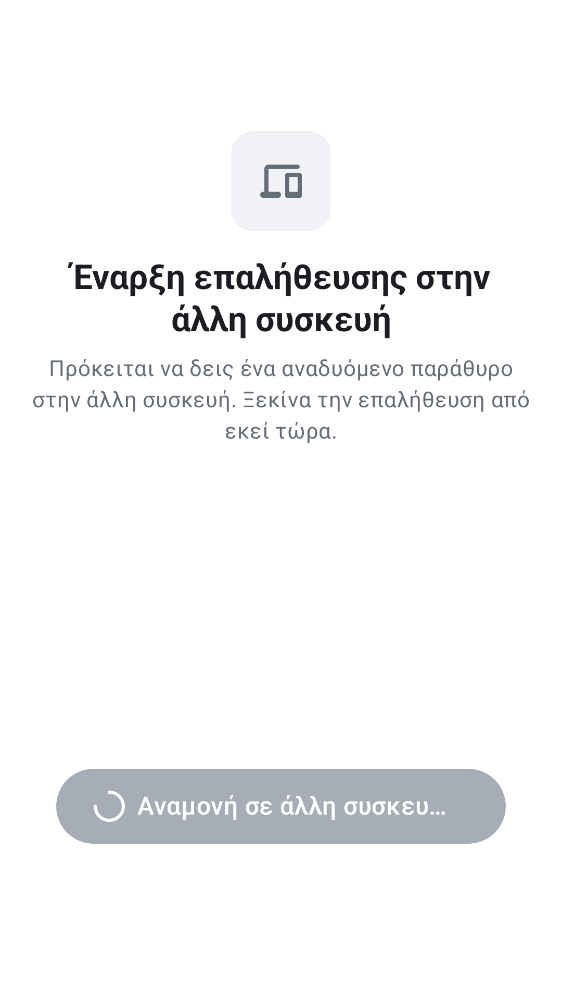 Έναρξη επαλήθευσης στην
άλλη συσκευή
Πρόκειται να δεις ένα αναδυόμενο παράθυρο
στην άλλη συσκευή. Ξεκίνα την επαλήθευση από
εκεί τώρα.
Αναμονή σε άλλη συσκευ…